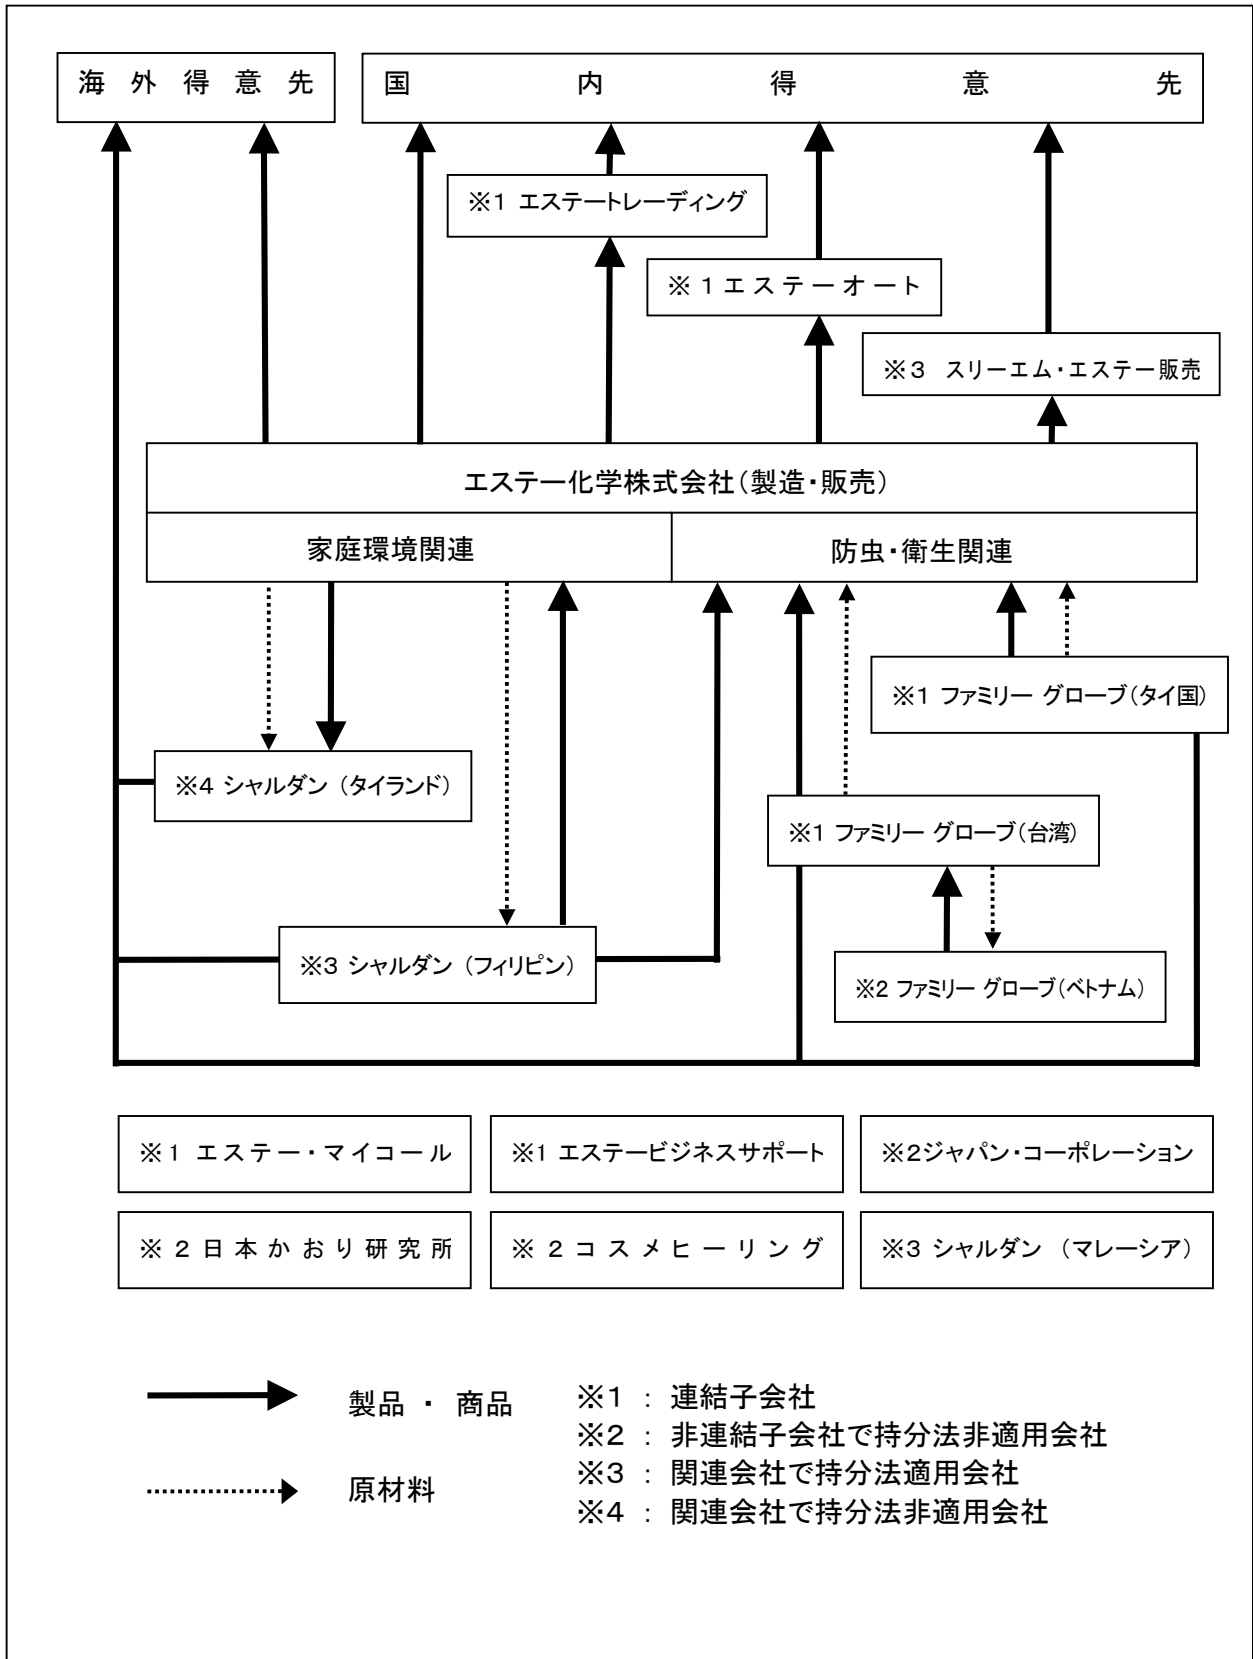 海外得意先
国内得意先
※1 エステートレーディング
※1エステーオート
※3 スリーエム・エステー販売
エステー化学株式会社(製造・販売)
家庭環境関連
防虫・衛生関連
※1 ファミリー グローブ(タイ国)
※4 シャルダン (タイランド)
※1 ファミリー グローブ(台湾)
※3 シャルダン (フィリピン)
※2 ファミリー グローブ(ベトナム)
※1 エステー・マイコール
※1 エステービジネスサポート
※2ジャパン・コーポレーション
※2日本かおり研究所
※2コスメヒーリング
※3 シャルダン (マレーシア)
製品 ・ 商品
原材料
※1 : 連結子会社
※2 : 非連結子会社で持分法非適用会社
※3 : 関連会社で持分法適用会社
※4 : 関連会社で持分法非適用会社